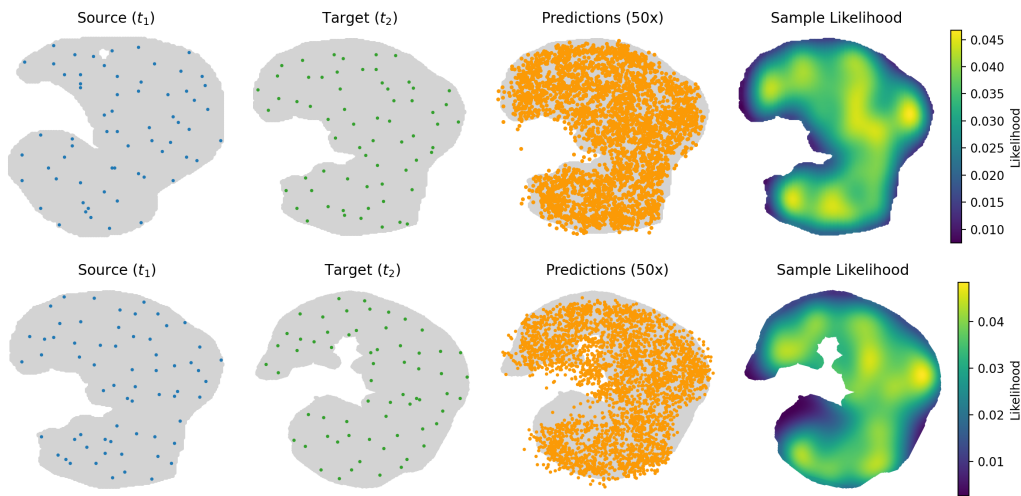 Source (t₁)
Target (t₂)
Predictions (50x)
Sample Likelihood
0.045
0.040
0.035
0.030
0.025
0.020
0.015
0.010
Likelihood
Source (t₁)
Target (t₂)
Predictions (50x)
Sample Likelihood
0.04
0.03
0.02
0.01
Likelihood